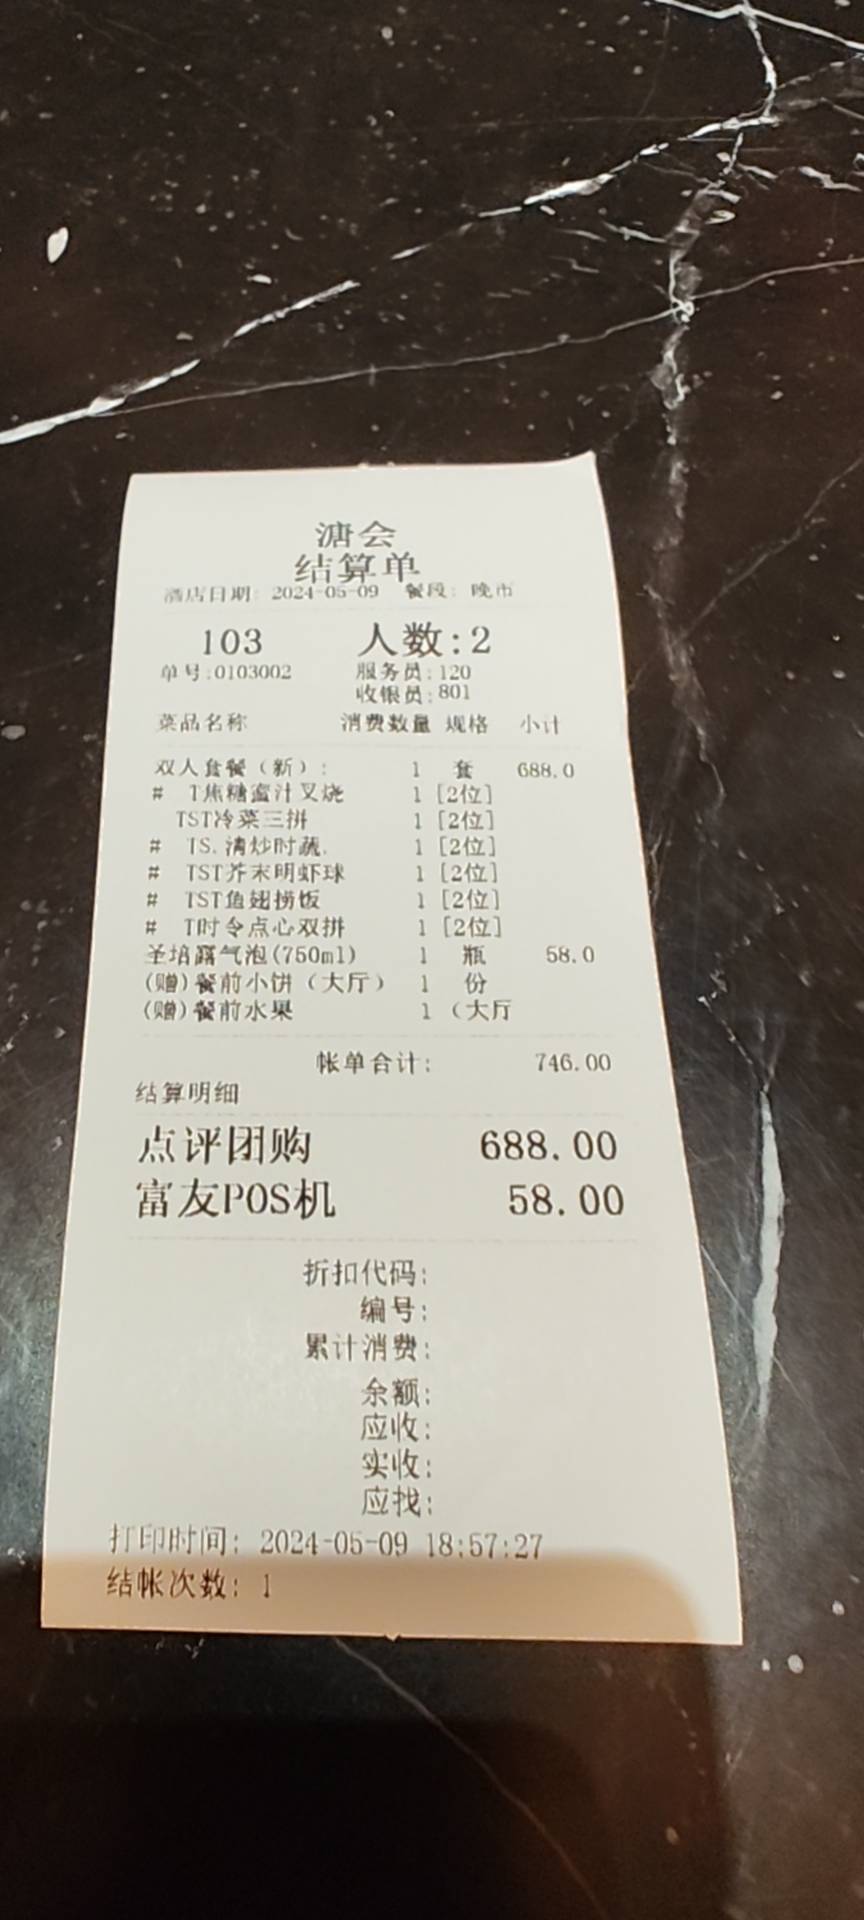 溏会
结算单
酒店日期: 2024-05-09 餐段: 晚市
103 人数:2
单号:0103002 服务员:120
收银员:801
菜品名称 消费数量 规格 小计
双人食餐（新）: 1 套 688.0
# T焦糖蜜汁叉烧 1 [2位]
TST冷菜三拼 1 [2位]
# TS.清炒时蔬. 1 [2位]
# TST芥末明虾球 1 [2位]
# TST鱼翅捞饭 1 [2位]
# T时令点心双拼 1 [2位]
圣培露气泡(750ml) 1 瓶 58.0
(赠)餐前小饼（大厅） 1 份
(赠)餐前水果 1 （大厅
帐单合计: 746.00
结算明细
点评团购 688.00
富友POS机 58.00
折扣代码:
编号:
累计消费:
余额:
应收:
实收:
应找:
打印时间: 2024-05-09 18:57:27
结帐次数: 1